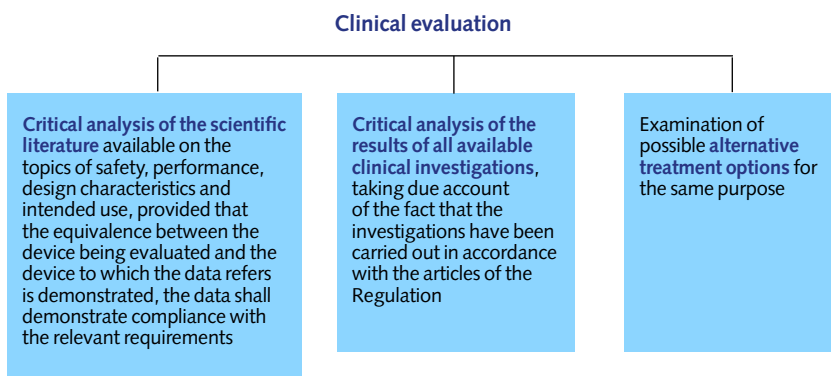 Clinical evaluation
Critical analysis of the scientific
literature available on the
topics of safety, performance,
design characteristics and
intended use, provided that
the equivalence between the
device being evaluated and the
device to which the data refers
is demonstrated, the data shall
demonstrate compliance with
the relevant requirements
Critical analysis of the
results of all available
clinical investigations,
taking due account
of the fact that the
investigations have been
carried out in accordance
with the articles of the
Regulation
Examination of
possible alternative
treatment options for
the same purpose